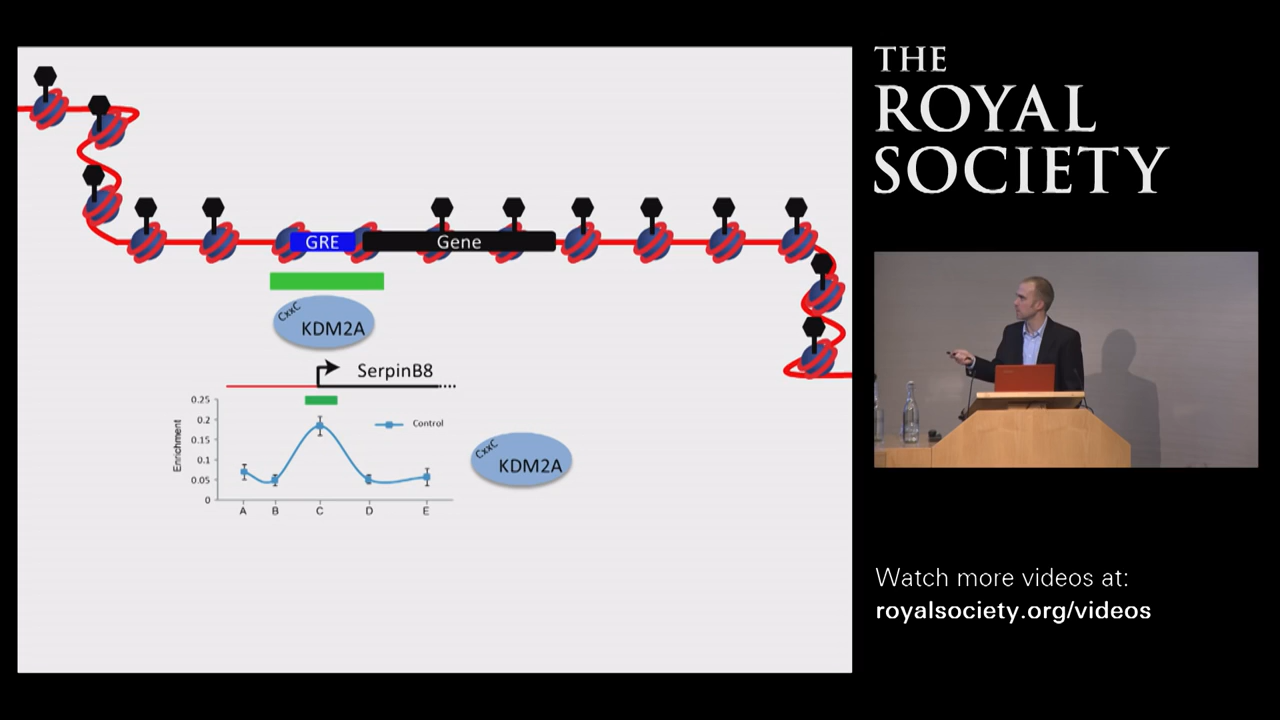 GRE
Gene
CxxC
KDM2A
SerpinB8
0.25
0.2
0.15
0.1
0.05
0
Enrichment
Control
A B C D E
CxxC
KDM2A
THE
ROYAL
SOCIETY
Watch more videos at:
royalsociety.org/videos